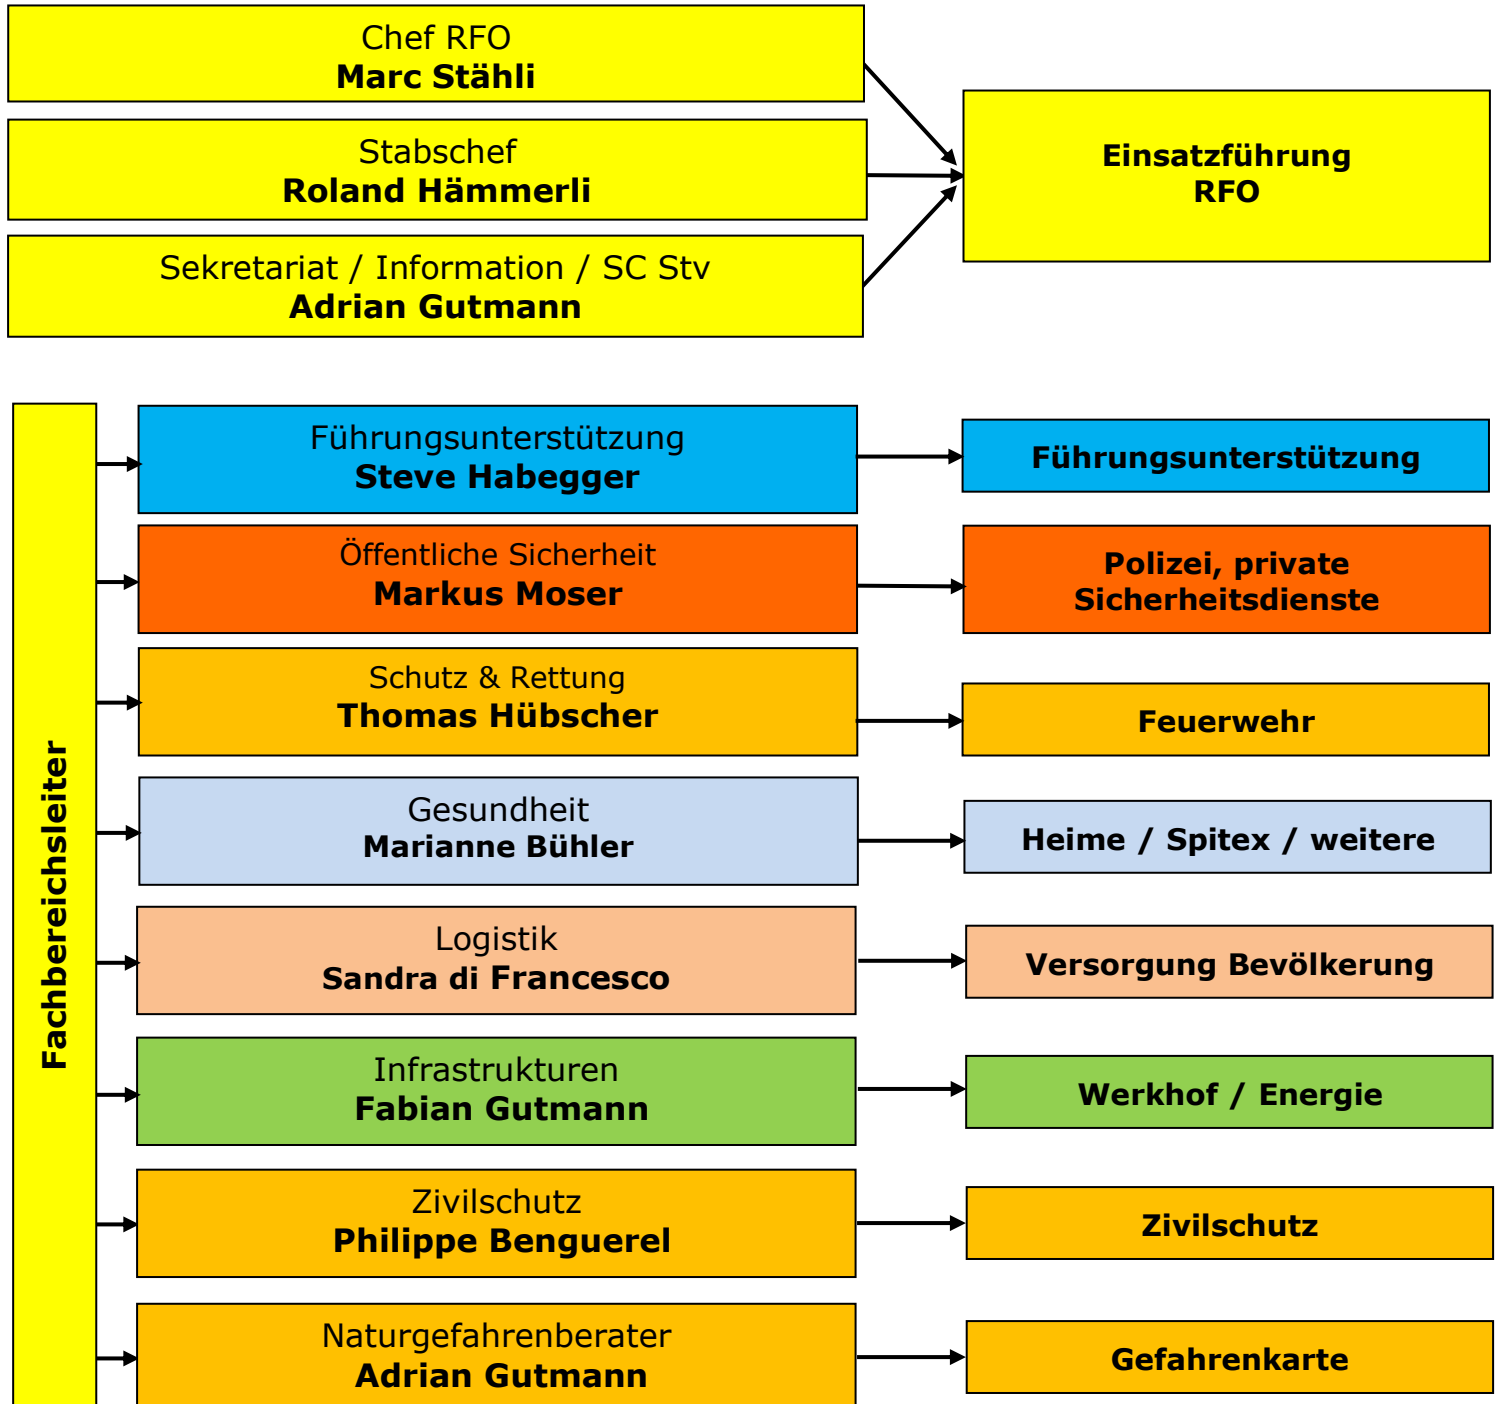 Chef RFO
Marc Stähli
Stabschef
Roland Hämmerli
Sekretariat / Information / SC Stv
Adrian Gutmann
Einsatzführung
RFO
Fachbereichsleiter
Führungsunterstützung
Steve Habegger
Führungsunterstützung
Öffentliche Sicherheit
Markus Moser
Polizei, private
Sicherheitsdienste
Schutz & Rettung
Thomas Hübscher
Feuerwehr
Gesundheit
Marianne Bühler
Heime / Spitex / weitere
Logistik
Sandra di Francesco
Versorgung Bevölkerung
Infrastrukturen
Fabian Gutmann
Werkhof / Energie
Zivilschutz
Philippe Benguerel
Zivilschutz
Naturgefahrenberater
Adrian Gutmann
Gefahrenkarte